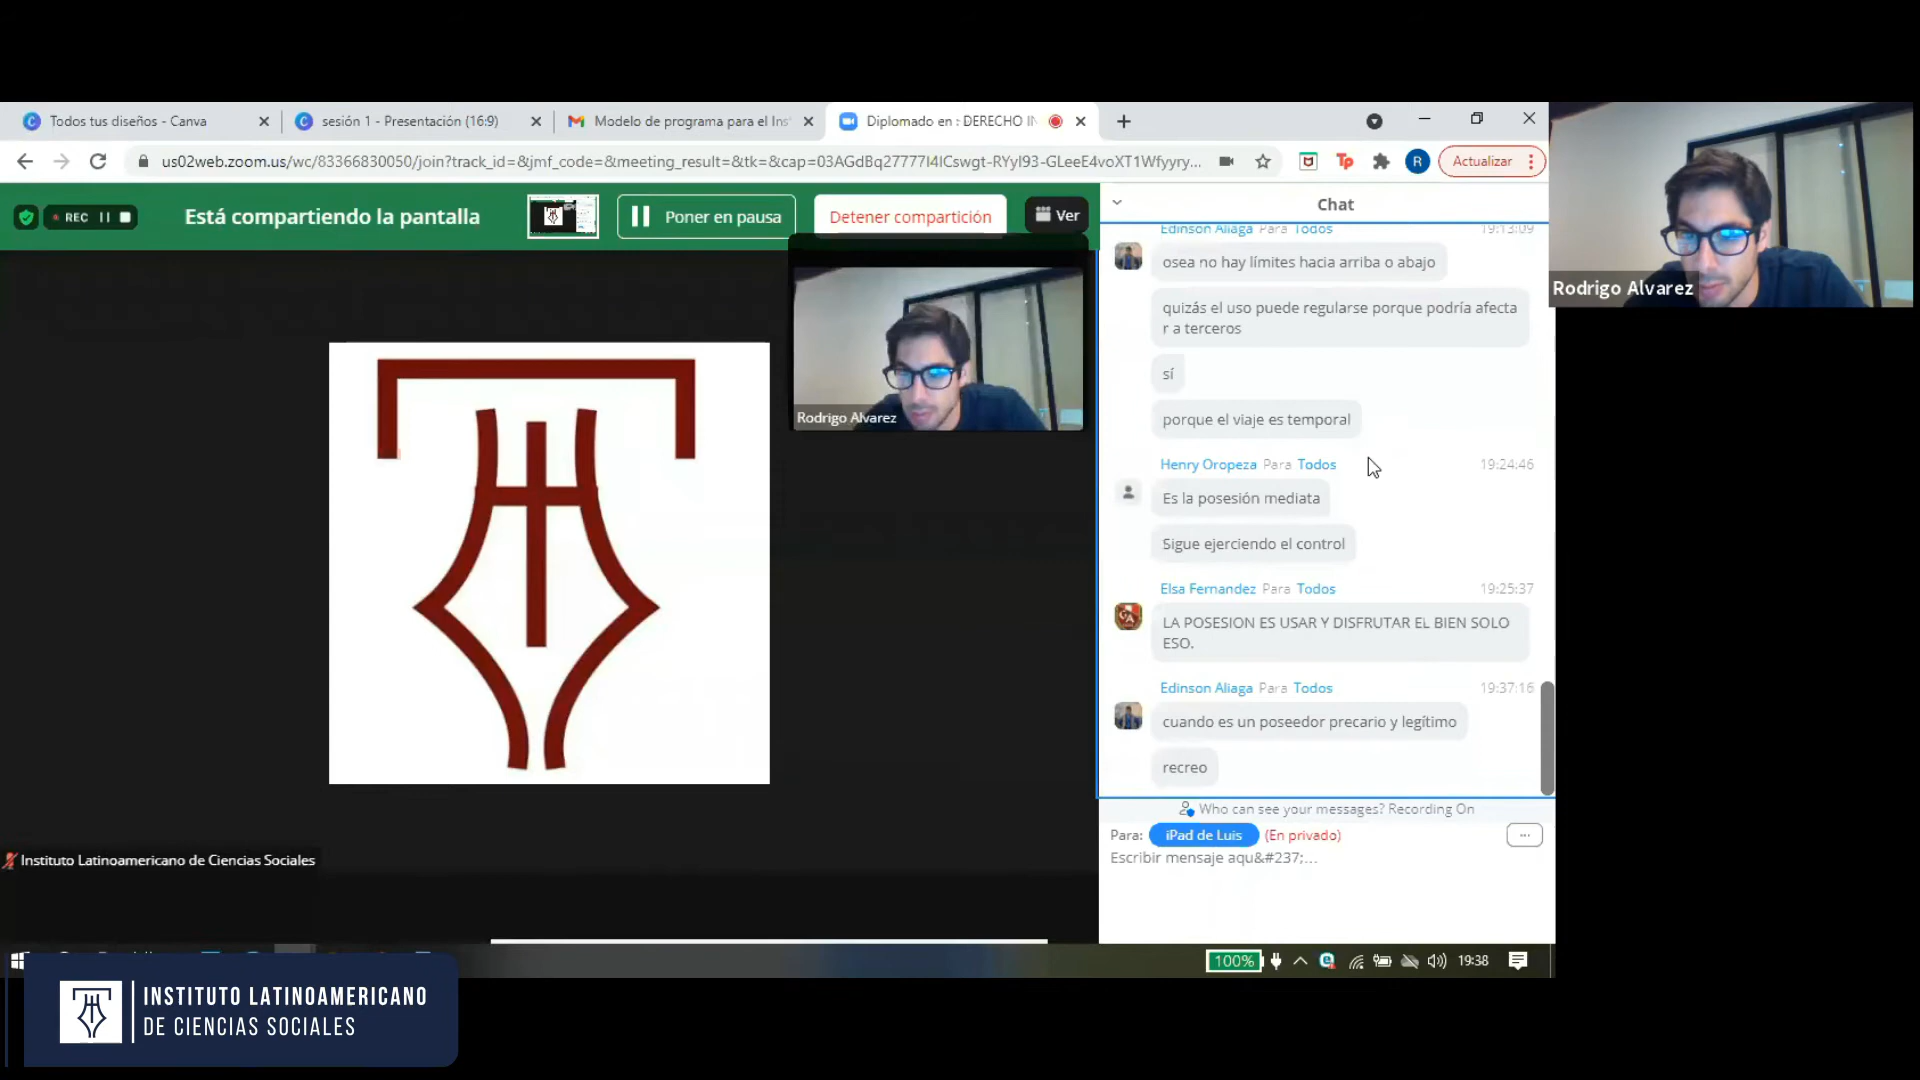 Todos tus diseños - Canva
sesión 1 - Presentación (16:9)
Modelo de programa para el Ins
Diplomado en : DERECHO IN
us02web.zoom.us/wc/83366830050/join?track_id=&jmf_code=&meeting_result=&tk=&cap=03AGdBq27777I4ICswgt-RYyI93-GLeeE4voXT1Wfyyry...
Tp
R
Actualizar
REC
Está compartiendo la pantalla
Poner en pausa
Detener compartición
Ver
Rodrigo Alvarez
Instituto Latinoamericano de Ciencias Sociales
Chat
Edinson Aliaga Para Todos 19:13:09
osea no hay límites hacia arriba o abajo
quizás el uso puede regularse porque podría afecta
r a terceros
sí
porque el viaje es temporal
Henry Oropeza Para Todos 19:24:46
Es la posesión mediata
Sigue ejerciendo el control
Elsa Fernandez Para Todos 19:25:37
LA POSESION ES USAR Y DISFRUTAR EL BIEN SOLO
ESO.
Edinson Aliaga Para Todos 19:37:16
cuando es un poseedor precario y legítimo
recreo
Who can see your messages? Recording On
Para: iPad de Luis (En privado)
Escribir mensaje aqu&#237;...
Rodrigo Alvarez
100%
19:38
INSTITUTO LATINOAMERICANO
DE CIENCIAS SOCIALES